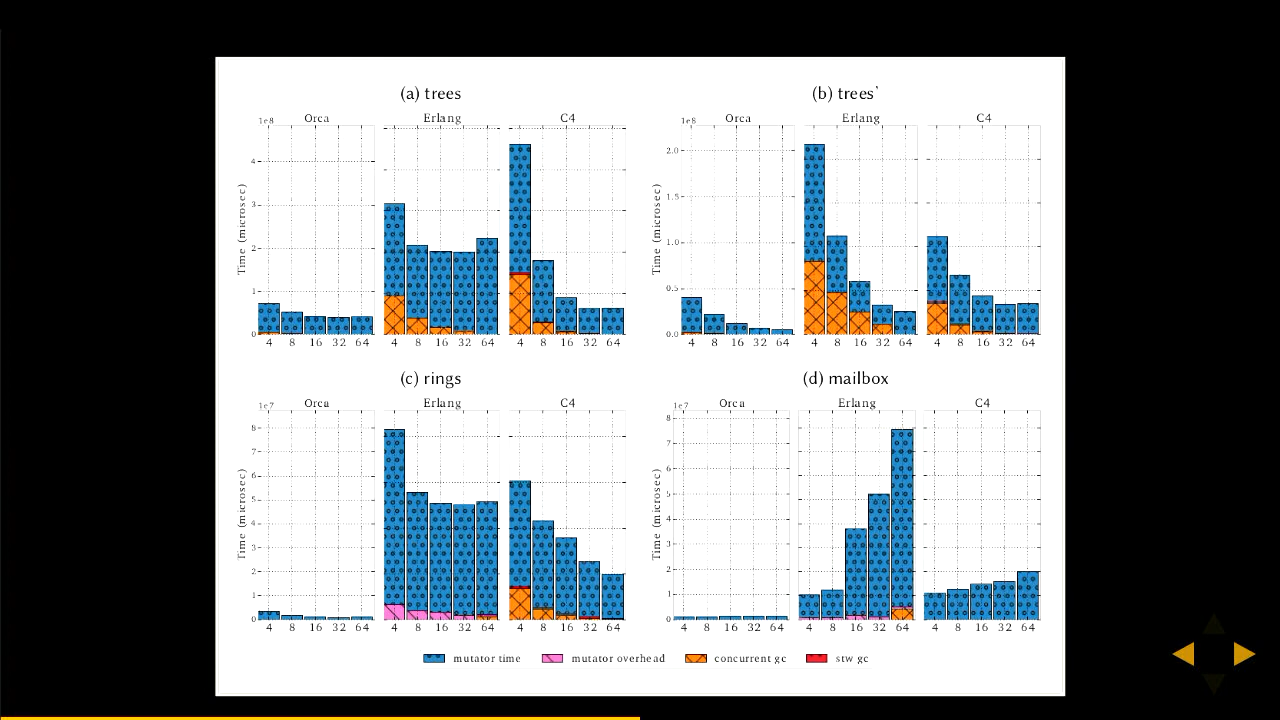 (a) trees
(b) trees'
1e8
Orca
Erlang
C4
1e8
Orca
Erlang
C4
Time (microsec)
4
3
2
1
0
Time (microsec)
2.0
1.5
1.0
0.5
0.0
4 8 16 32 64
4 8 16 32 64
4 8 16 32 64
4 8 16 32 64
4 8 16 32 64
4 8 16 32 64
(c) rings
(d) mailbox
1e7
Orca
Erlang
C4
1e7
Orca
Erlang
C4
Time (microsec)
8
7
6
5
4
3
2
1
0
Time (microsec)
8
7
6
5
4
3
2
1
0
4 8 16 32 64
4 8 16 32 64
4 8 16 32 64
4 8 16 32 64
4 8 16 32 64
4 8 16 32 64
mutator time mutator overhead concurrent gc stw gc